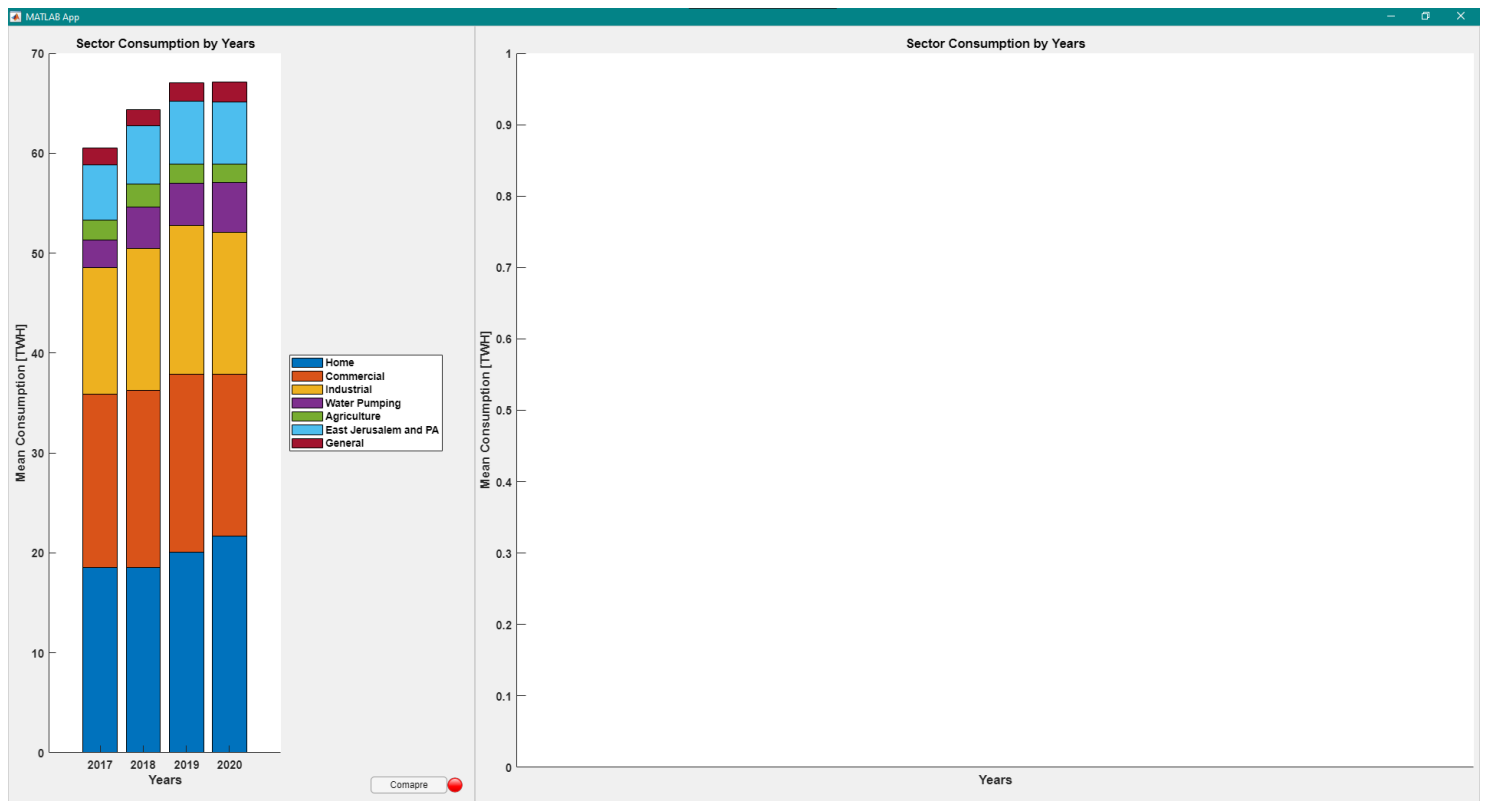 MATLAB App
Sector Consumption by Years
70
60
50
40
30
20
10
0
Mean Consumption [TWH]
2017 2018 2019 2020
Years
Home
Commercial
Industrial
Water Pumping
Agriculture
East Jerusalem and PA
General
Comapre
Sector Consumption by Years
1
0.9
0.8
0.7
0.6
0.5
0.4
0.3
0.2
0.1
0
Mean Consumption [TWH]
Years